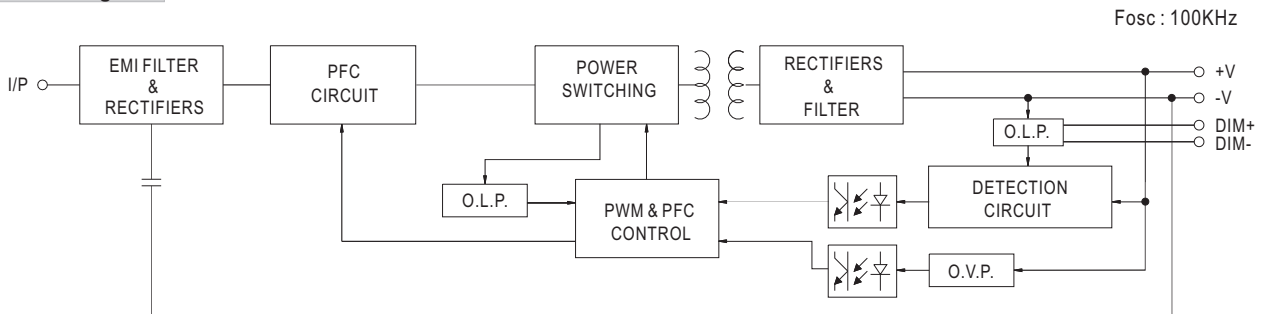 Fosc : 100KHz
I/P
EMI FILTER
&
RECTIFIERS
PFC
CIRCUIT
POWER
SWITCHING
RECTIFIERS
&
FILTER
+V
-V
DIM+
DIM-
O.L.P.
O.L.P.
PWM & PFC
CONTROL
DETECTION
CIRCUIT
O.V.P.